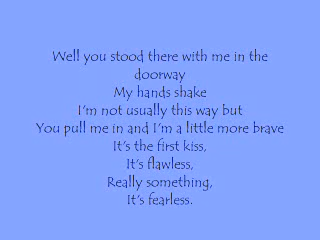 Well you stood there with me in the
doorway
My hands shake
I'm not usually this way but
You pull me in and I'm a little more brave
It's the first kiss,
It's flawless,
Really something,
It's fearless.